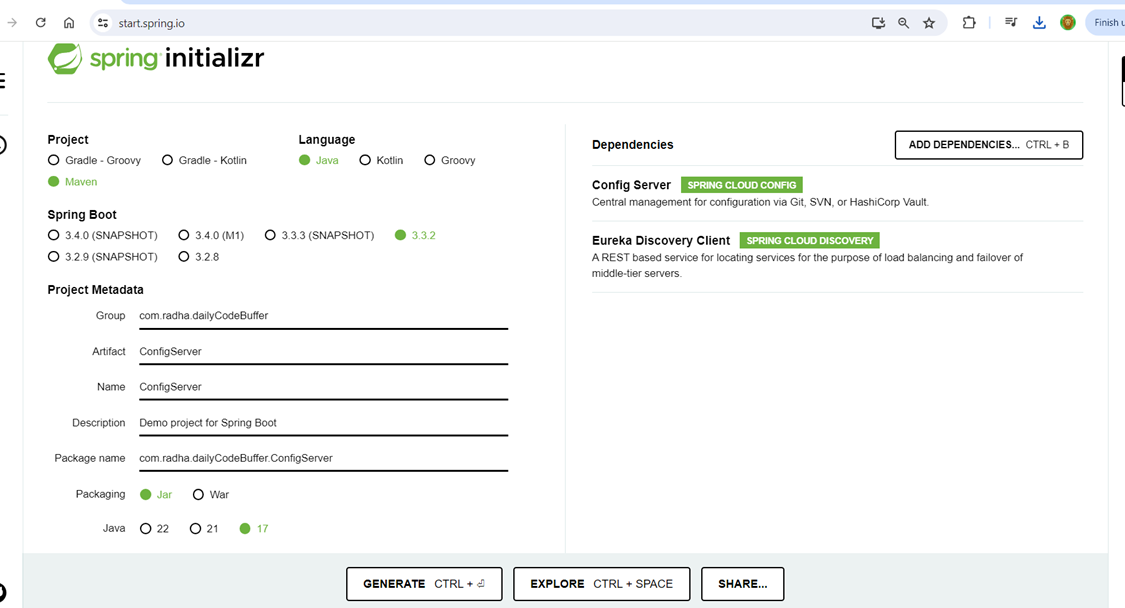 start.spring.io
Finish u
spring initializr
Project
Gradle - Groovy Gradle - Kotlin
Maven
Language
Java Kotlin Groovy
Spring Boot
3.4.0 (SNAPSHOT) 3.4.0 (M1) 3.3.3 (SNAPSHOT) 3.3.2
3.2.9 (SNAPSHOT) 3.2.8
Project Metadata
Group com.radha.dailyCodeBuffer
Artifact ConfigServer
Name ConfigServer
Description Demo project for Spring Boot
Package name com.radha.dailyCodeBuffer.ConfigServer
Packaging Jar War
Java 22 21 17
Dependencies
ADD DEPENDENCIES... CTRL + B
Config Server SPRING CLOUD CONFIG
Central management for configuration via Git, SVN, or HashiCorp Vault.
Eureka Discovery Client SPRING CLOUD DISCOVERY
A REST based service for locating services for the purpose of load balancing and failover of
middle-tier servers.
GENERATE CTRL + ⏎ EXPLORE CTRL + SPACE SHARE...